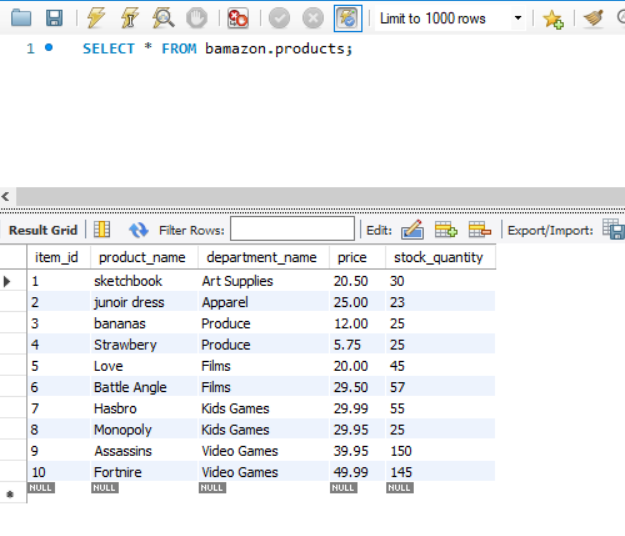 Limit to 1000 rows
1 SELECT * FROM bamazon.products;
Result Grid Filter Rows: Edit: Export/Import:
item_id product_name department_name price stock_quantity
1 sketchbook Art Supplies 20.50 30
2 junoir dress Apparel 25.00 23
3 bananas Produce 12.00 25
4 Strawbery Produce 5.75 25
5 Love Films 20.00 45
6 Battle Angle Films 29.50 57
7 Hasbro Kids Games 29.99 55
8 Monopoly Kids Games 29.95 25
9 Assassins Video Games 39.95 150
10 Fortnire Video Games 49.99 145
NULL NULL NULL NULL NULL